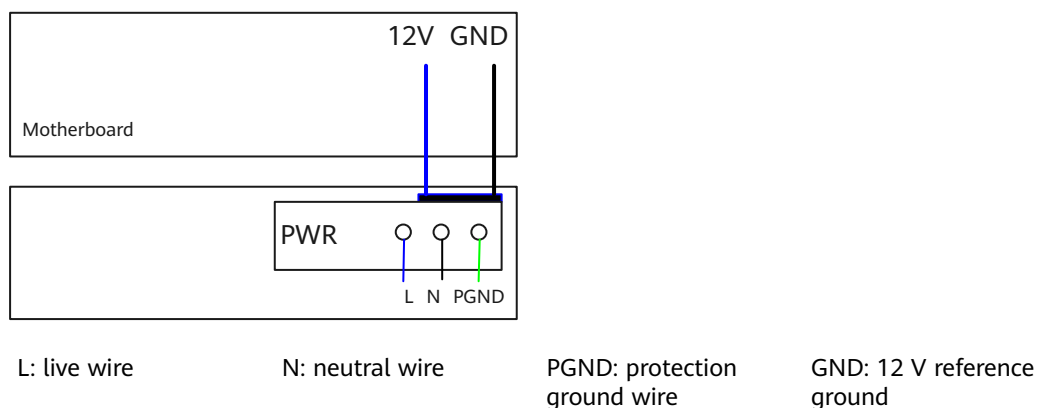 12V GND
Motherboard
PWR
L N PGND
L: live wire
N: neutral wire
PGND: protection
ground wire
GND: 12 V reference
ground